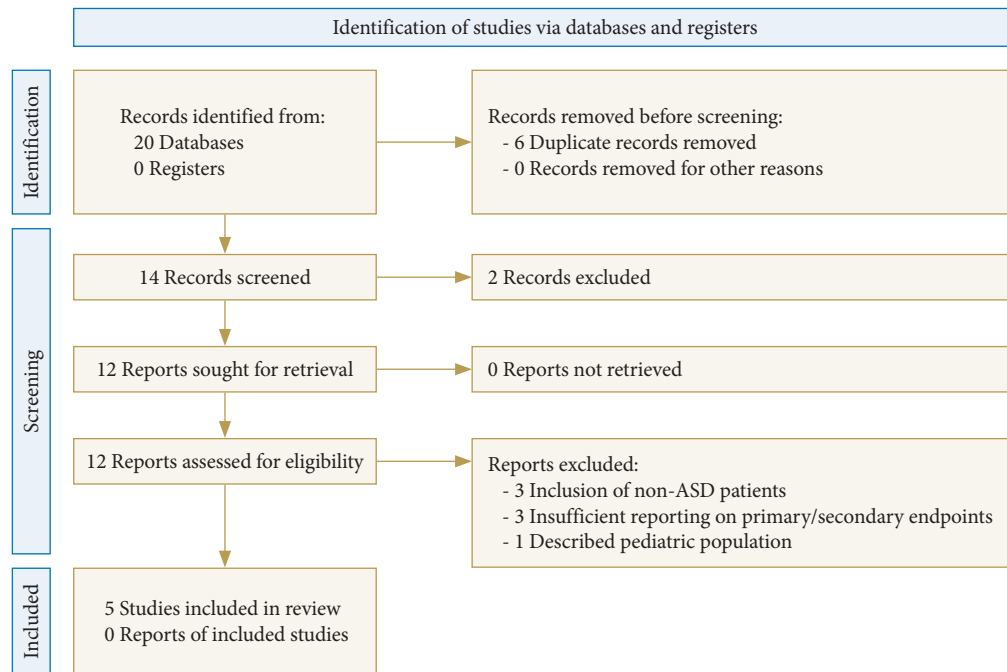 Identification of studies via databases and registers
Identification
Records identified from:
20 Databases
0 Registers
Records removed before screening:
- 6 Duplicate records removed
- 0 Records removed for other reasons
Screening
14 Records screened
2 Records excluded
12 Reports sought for retrieval
0 Reports not retrieved
12 Reports assessed for eligibility
Reports excluded:
- 3 Inclusion of non-ASD patients
- 3 Insufficient reporting on primary/secondary endpoints
- 1 Described pediatric population
Included
5 Studies included in review
0 Reports of included studies